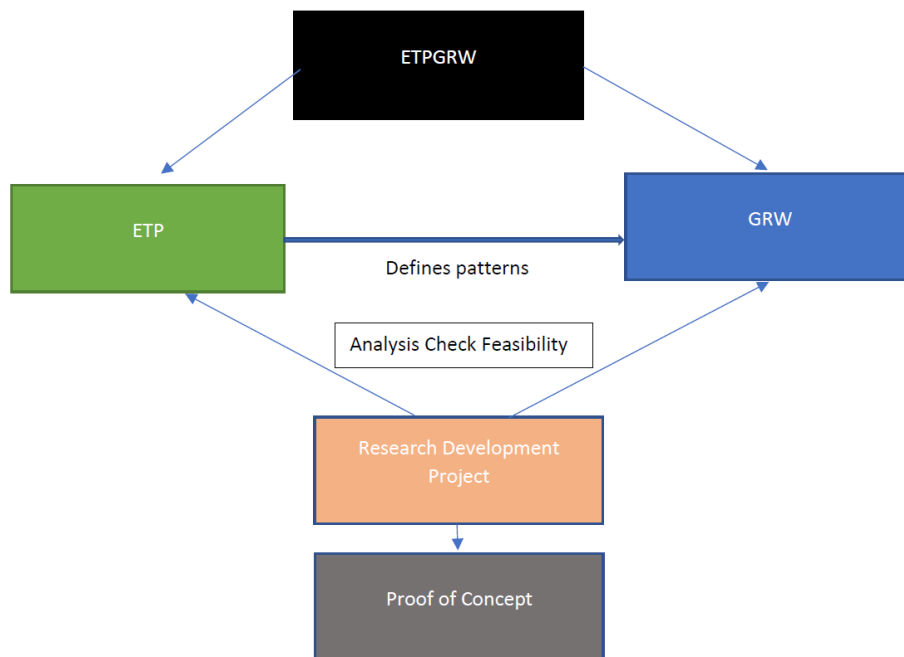 ETPGRW
ETP
GRW
Defines patterns
Analysis Check Feasibility
Research Development
Project
Proof of Concept